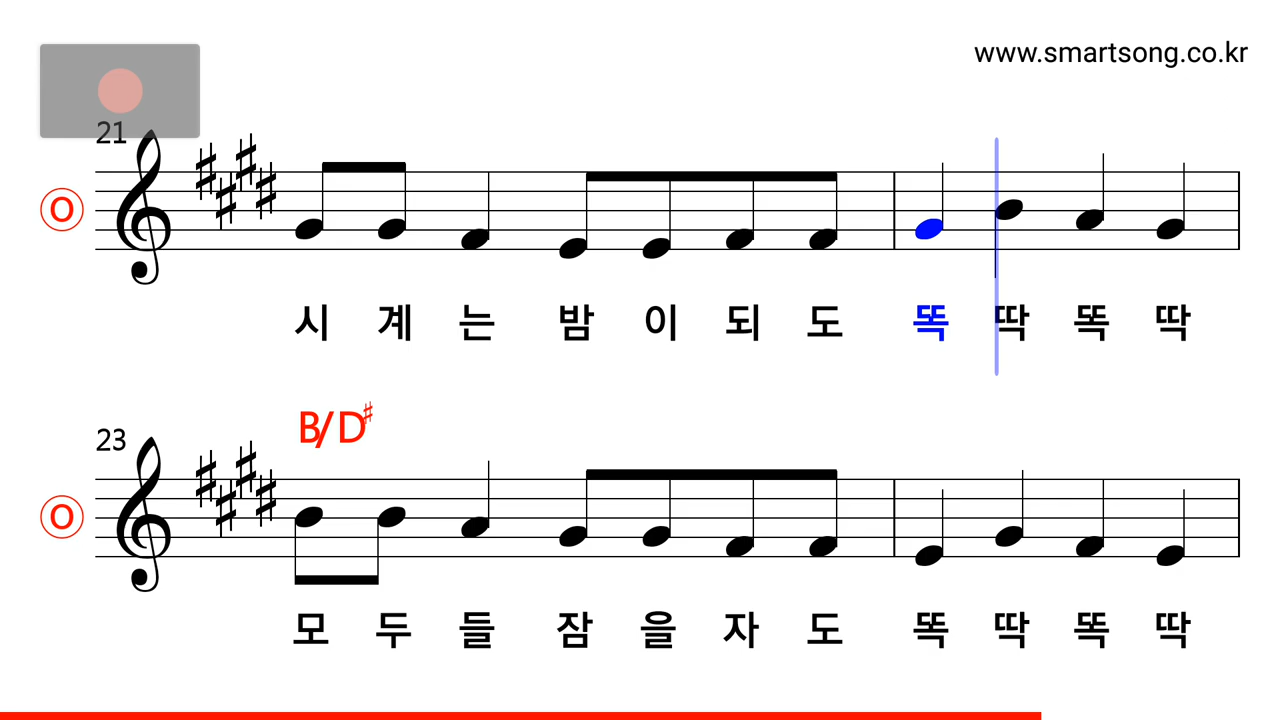 www.smartsong.co.kr
21
O
시 계 는 밤 이 되 도 똑 딱 똑 딱
B/D♯
23
O
모 두 들 잠 을 자 도 똑 딱 똑 딱